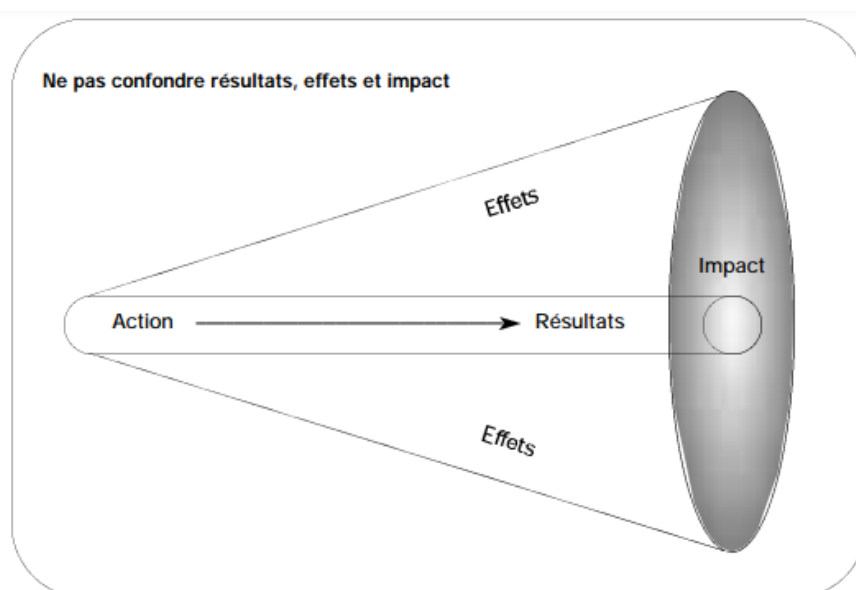 Ne pas confondre résultats, effets et impact
Effets
Impact
Action
Résultats
Effets